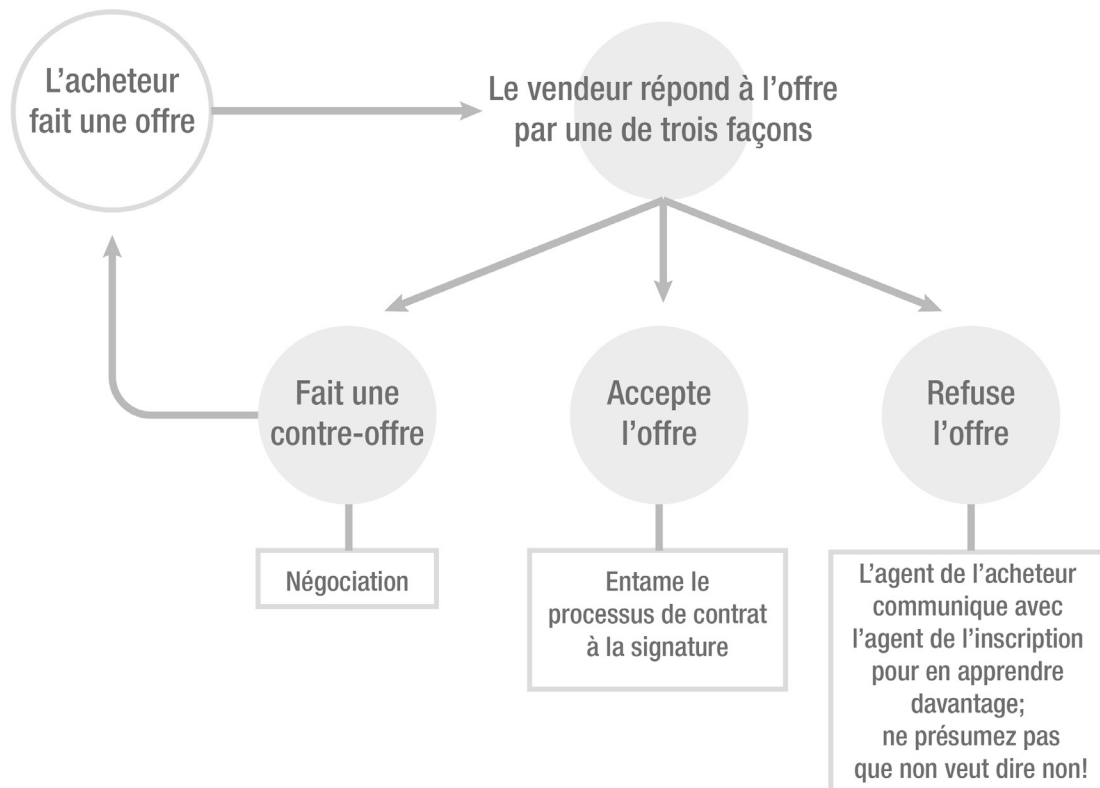 L’acheteur
fait une offre
Le vendeur répond à l’offre
par une de trois façons
Fait une
contre-offre
Accepte
l’offre
Refuse
l’offre
Négociation
Entame le
processus de contrat
à la signature
L’agent de l’acheteur
communique avec
l’agent de l’inscription
pour en apprendre
davantage;
ne présumez pas
que non veut dire non!